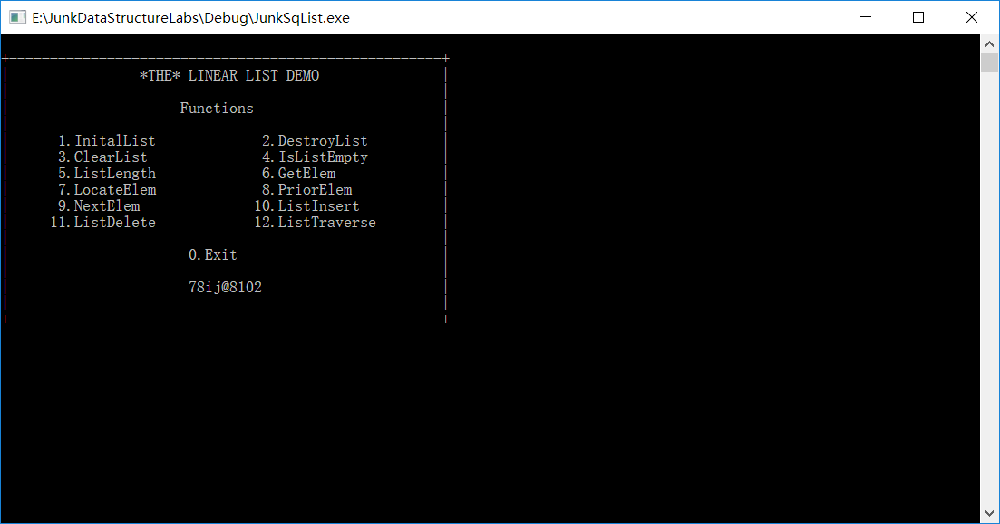 E:\JunkDataStructureLabs\Debug\JunkSqList.exe
*THE* LINEAR LIST DEMO
Functions
1.InitalList 2.DestroyList
3.ClearList 4.IsListEmpty
5.ListLength 6.GetElem
7.LocateElem 8.PriorElem
9.NextElem 10.ListInsert
11.ListDelete 12.ListTraverse
0.Exit
78ij@8102